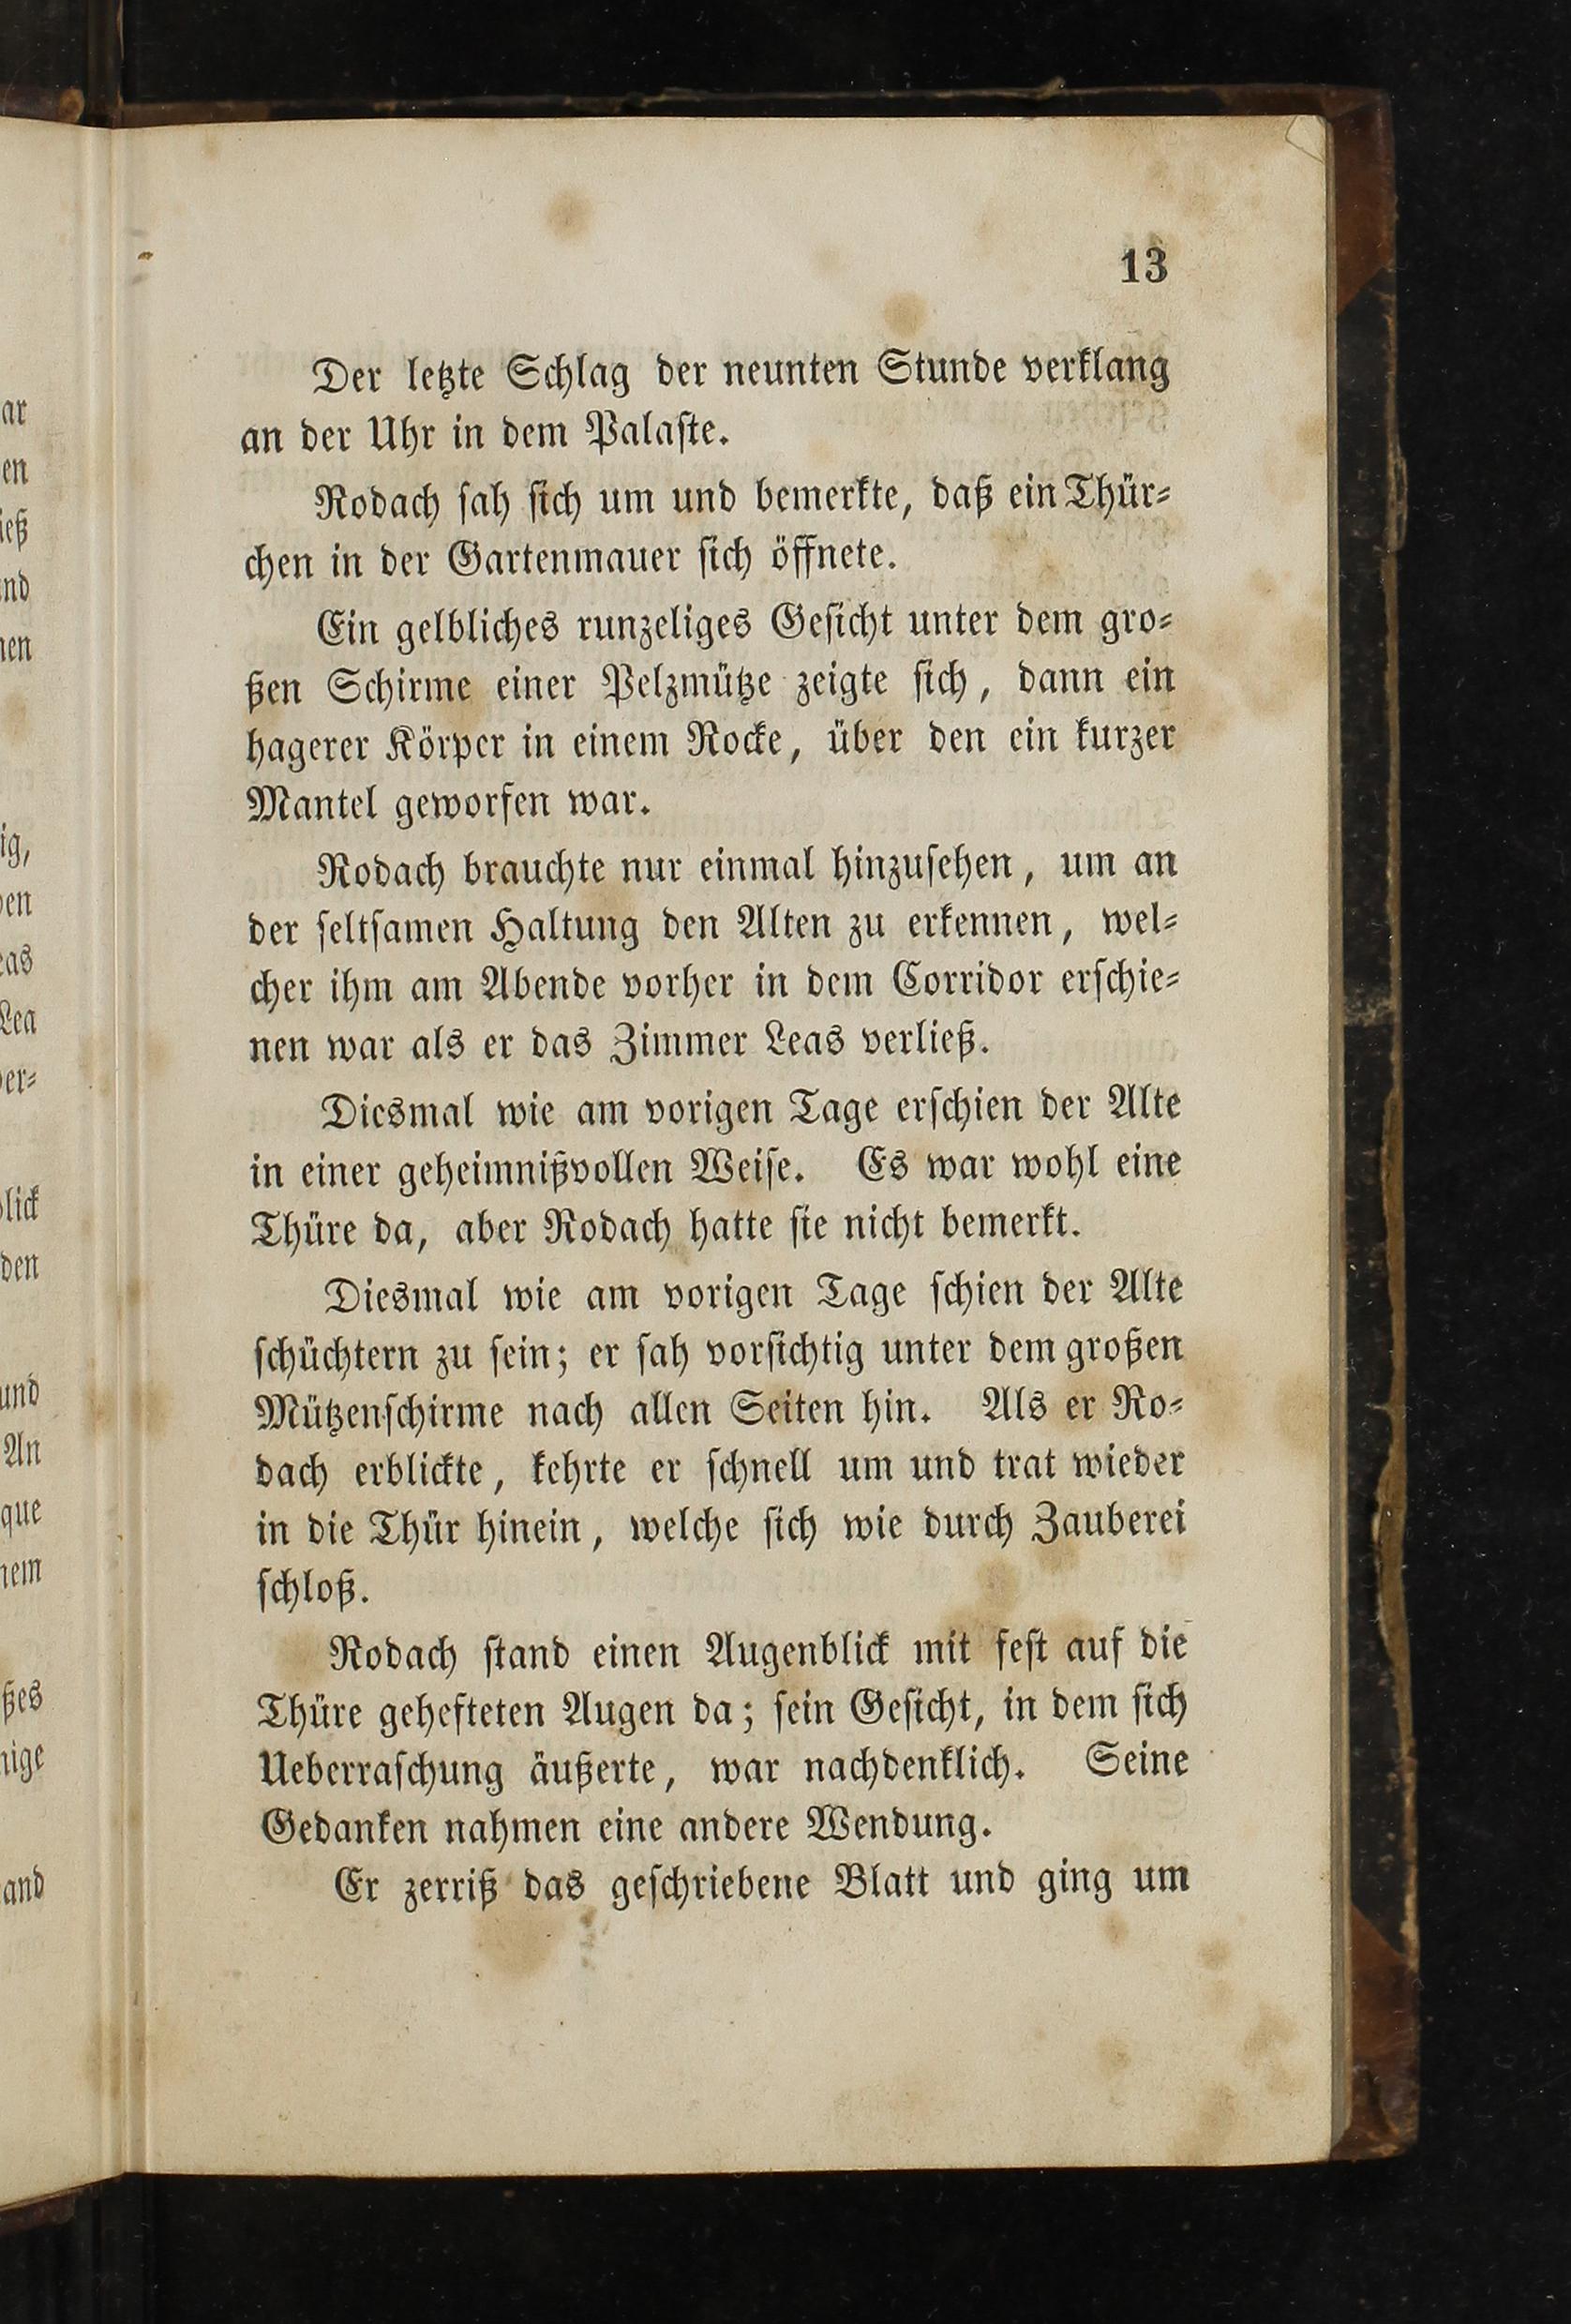 13
Der letzte Schlag der neunten Stunde verklang
an der Uhr in dem Palaſte.
Rodach ſah ſich um und bemerkte, daß ein Thür⸗
chen in der Gartenmauer ſich öffnete.
Ein gelbliches runzeliges Geſicht unter dem gro⸗
ßen Schirme einer Pelzmütze zeigte ſich, dann ein
hagerer Körper in einem Rocke, über den ein kurzer
Mantel geworfen war.
Rodach brauchte nur einmal hinzuſehen, um an
der ſeltſamen Haltung den Alten zu erkennen, wel⸗
cher ihm am Abende vorher in dem Corridor erſchie⸗
nen war als er das Zimmer Leas verließ.
Diesmal wie am vorigen Tage erſchien der Alte
in einer geheimnißvollen Weiſe. Es war wohl eine
Thüre da, aber Rodach hatte ſie nicht bemerkt.
Diesmal wie am vorigen Tage ſchien der Alte
ſchüchtern zu ſein; er ſah vorſichtig unter dem großen
Mützenſchirme nach allen Seiten hin. Als er Ro⸗
dach erblickte, kehrte er ſchnell um und trat wieder
in die Thür hinein, welche ſich wie durch Zauberei
ſchloß.
Rodach ſtand einen Augenblick mit feſt auf die
Thüre gehefteten Augen da; ſein Geſicht, in dem ſich
Ueberraſchung äußerte, war nachdenklich. Seine
Gedanken nahmen eine andere Wendung.
Er zerriß das geſchriebene Blatt und ging um